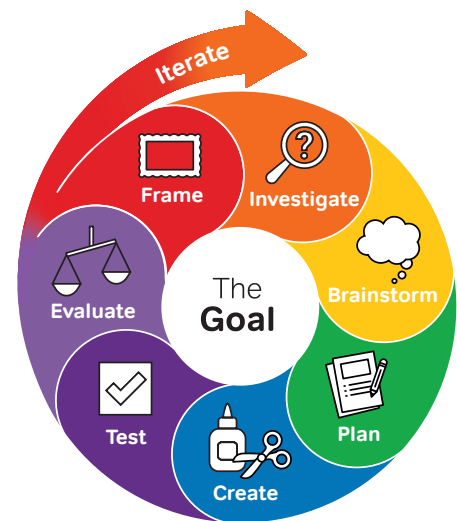 Iterate
Frame
Investigate
Brainstorm
Plan
Create
Test
Evaluate
The
Goal
?